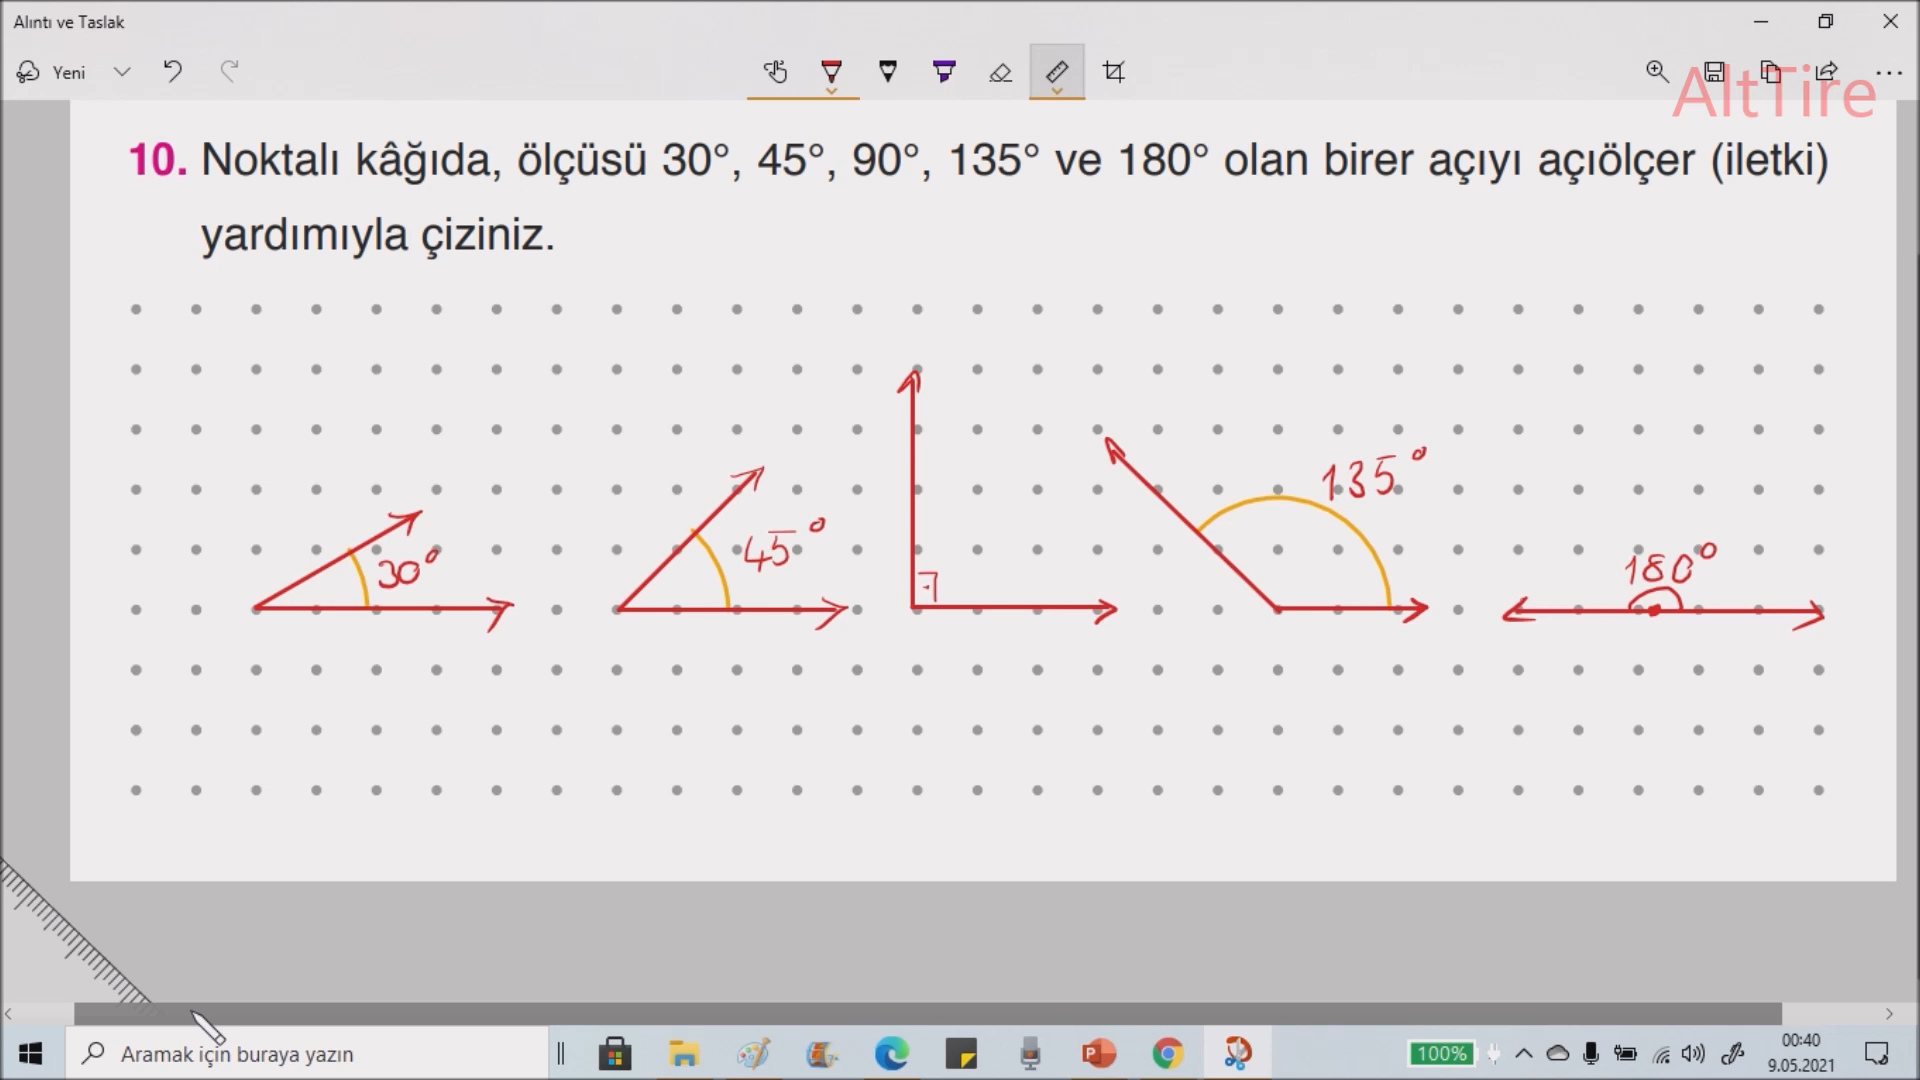 Alıntı ve Taslak
Yeni
AltTire
10. Noktalı kâğıda, ölçüsü 30°, 45°, 90°, 135° ve 180° olan birer açıyı açıölçer (iletki)
yardımıyla çiziniz.
30°
45°
135°
180°
Aramak için buraya yazın
100%
00:40
9.05.2021